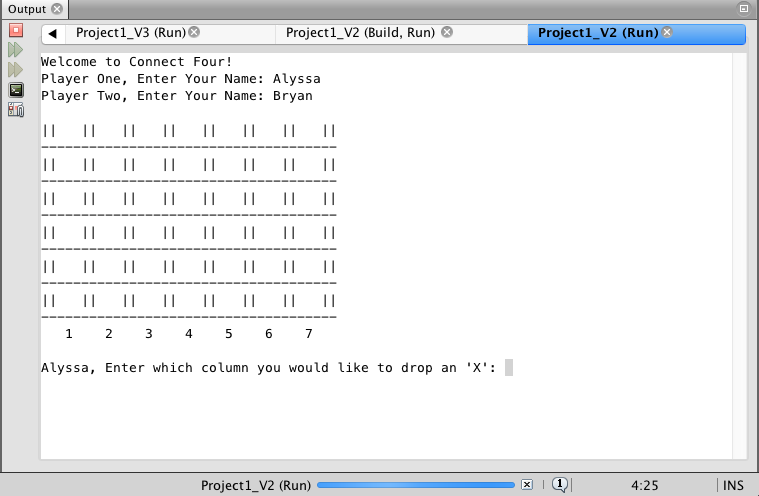 Output
Project1_V3 (Run) Project1_V2 (Build, Run) Project1_V2 (Run)
Welcome to Connect Four!
Player One, Enter Your Name: Alyssa
Player Two, Enter Your Name: Bryan
||   ||   ||   ||   ||   ||   ||   ||
-------------------------------------
||   ||   ||   ||   ||   ||   ||   ||
-------------------------------------
||   ||   ||   ||   ||   ||   ||   ||
-------------------------------------
||   ||   ||   ||   ||   ||   ||   ||
-------------------------------------
||   ||   ||   ||   ||   ||   ||   ||
-------------------------------------
||   ||   ||   ||   ||   ||   ||   ||
-------------------------------------
   1    2    3    4    5    6    7
Alyssa, Enter which column you would like to drop an 'X':
Project1_V2 (Run) 1 4:25 INS